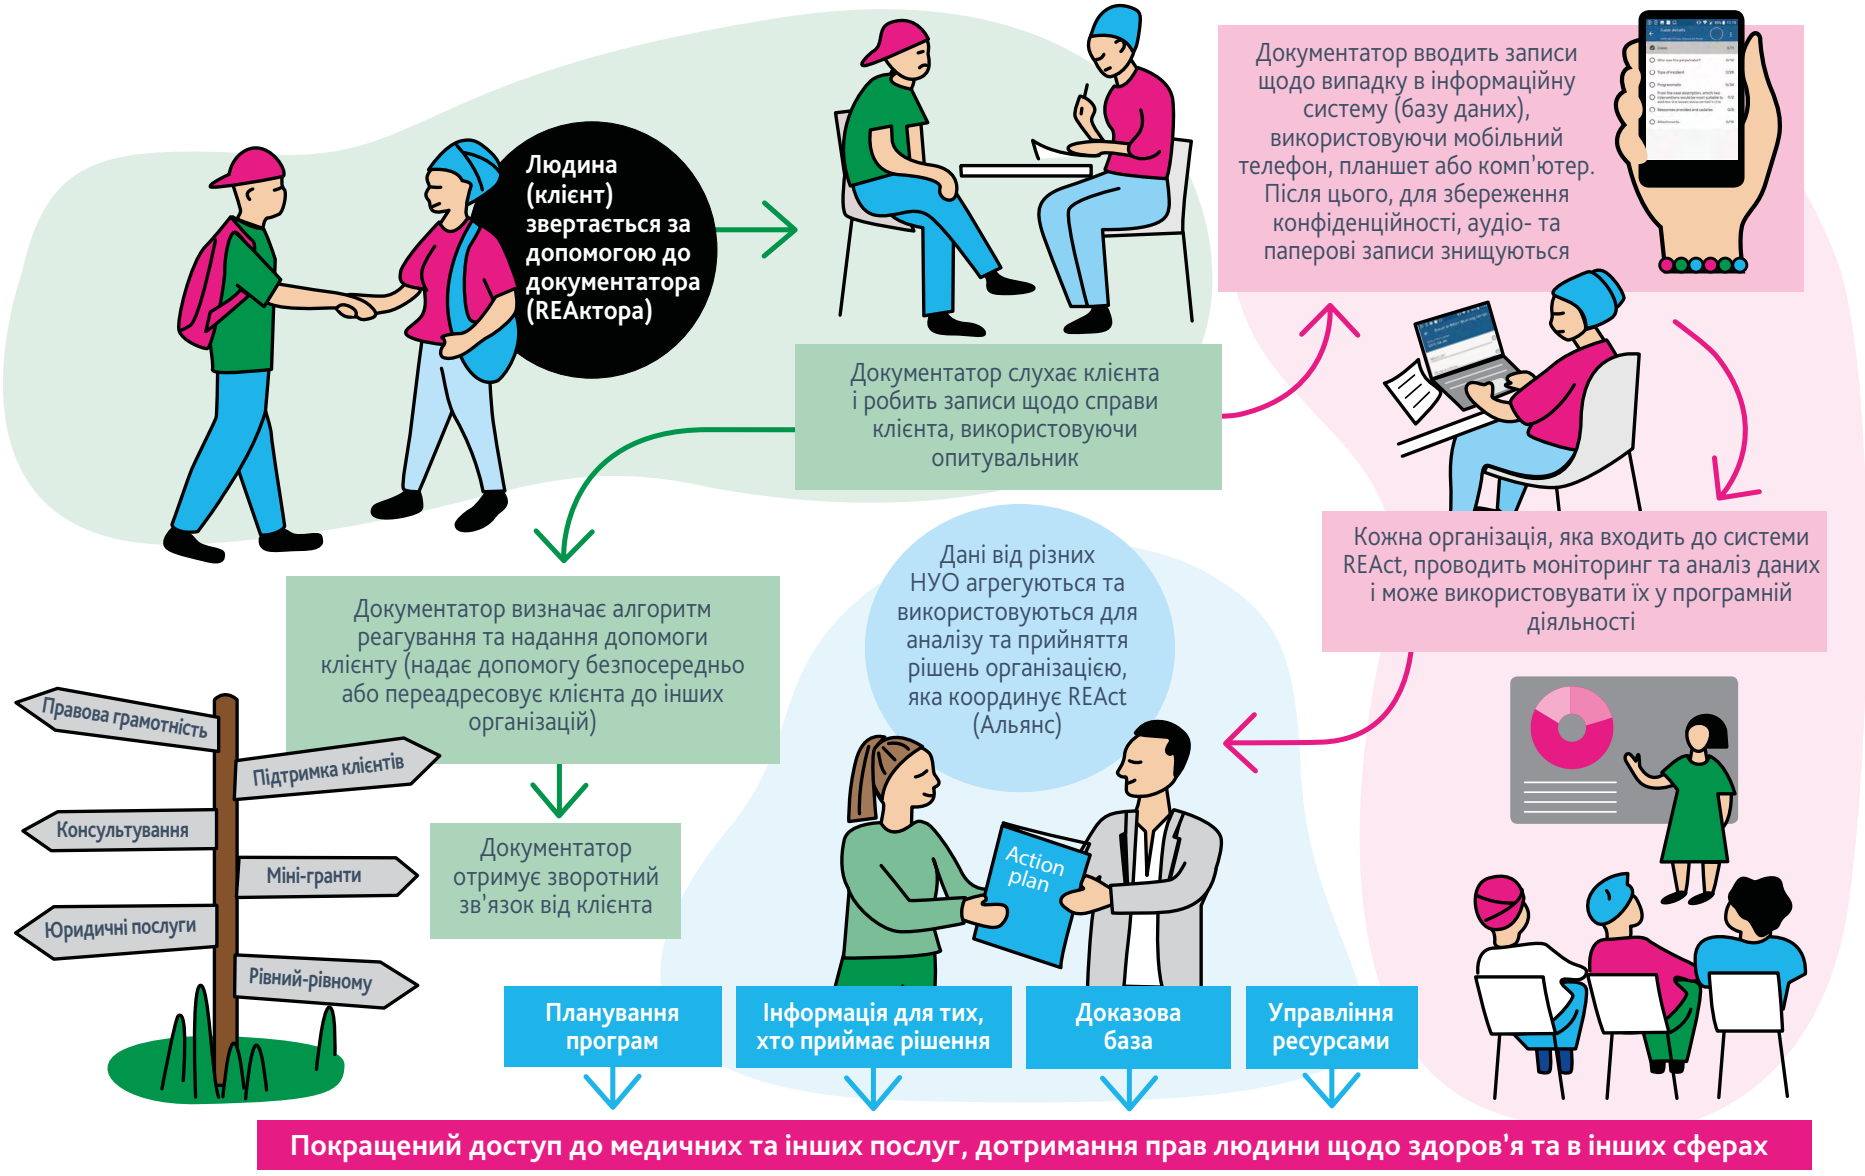 Людина
(клієнт)
звертається за
допомогою до
документатора
(REAктора)
Документатор слухає клієнта
і робить записи щодо справи
клієнта, використовуючи
опитувальник
Документатор вводить записи
щодо випадку в інформаційну
систему (базу даних),
використовуючи мобільний
телефон, планшет або комп’ютер.
Після цього, для збереження
конфіденційності, аудіо- та
паперові записи знищуються
Кожна організація, яка входить до системи
REAct, проводить моніторинг та аналіз даних
і може використовувати їх у програмній
діяльності
Дані від різних
НУО агрегуються та
використовуються для
аналізу та прийняття
рішень організацією,
яка координує REAct
(Альянс)
Документатор визначає алгоритм
реагування та надання допомоги
клієнту (надає допомогу безпосередньо
або переадресовує клієнта до інших
організацій)
Документатор
отримує зворотний
зв'язок від клієнта
Правова грамотність
Підтримка клієнтів
Консультування
Міні-гранти
Юридичні послуги
Рівний-рівному
Action
plan
Планування
програм
Інформація для тих,
хто приймає рішення
Доказова
база
Управління
ресурсами
Покращений доступ до медичних та інших послуг, дотримання прав людини щодо здоров’я та в інших сферах